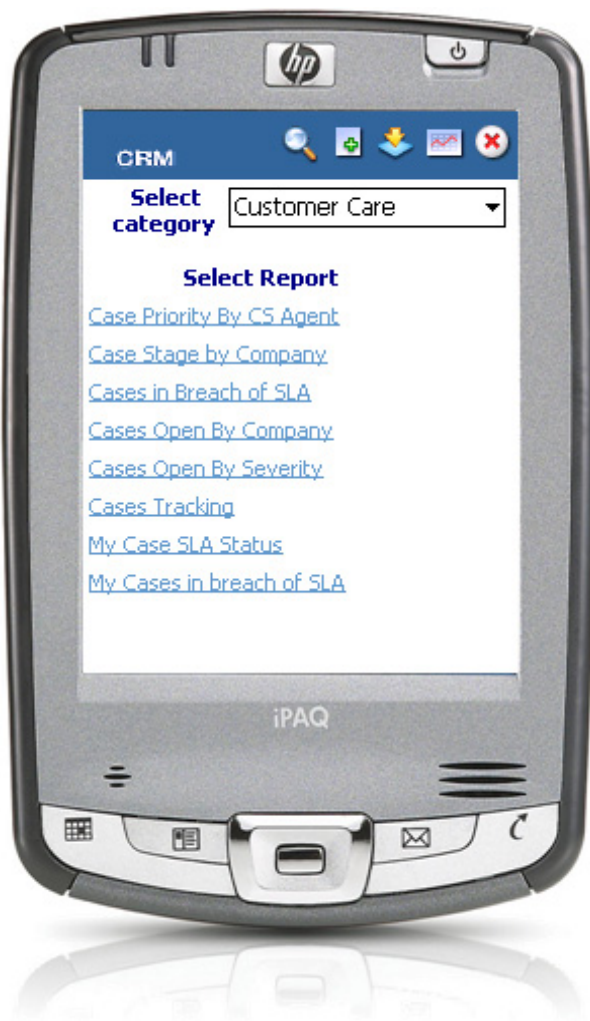 hp
CRM
Select
category
Customer Care
Select Report
Case Priority By CS Agent
Case Stage by Company
Cases in Breach of SLA
Cases Open By Company
Cases Open By Severity
Cases Tracking
My Case SLA Status
My Cases in breach of SLA
iPAQ